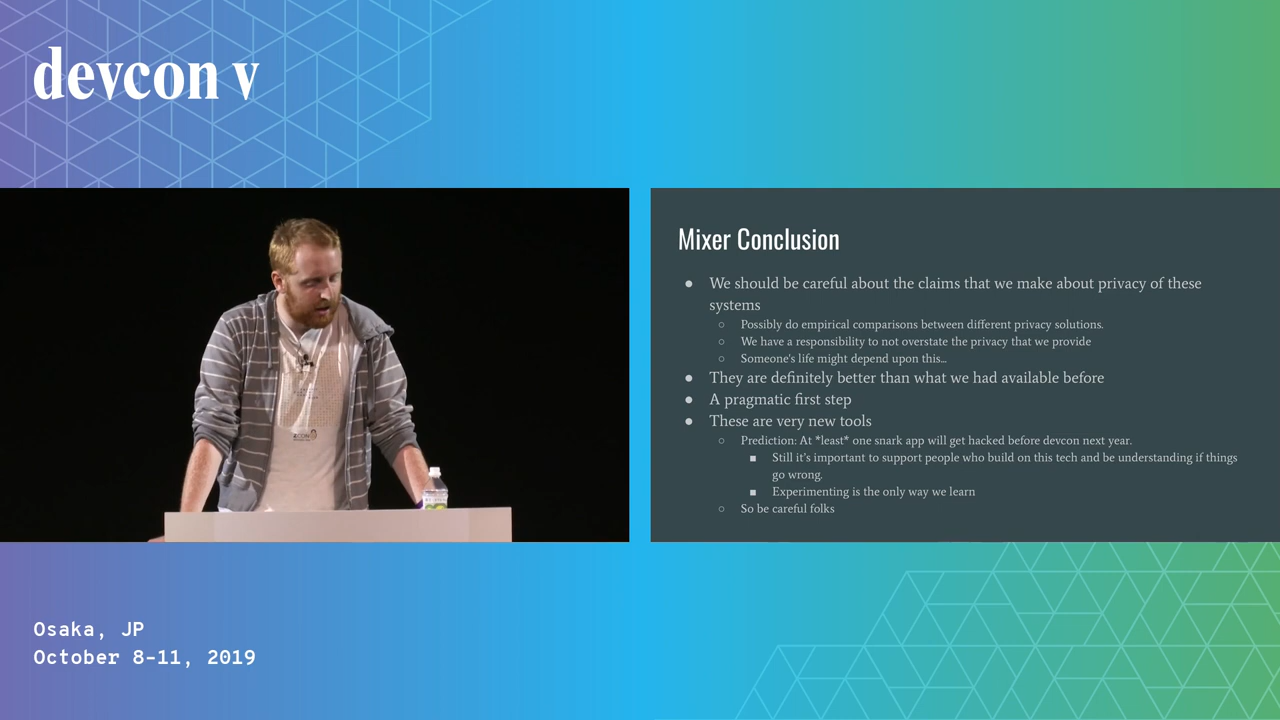 devcon v
Mixer Conclusion
● We should be careful about the claims that we make about privacy of these
systems
○ Possibly do empirical comparisons between different privacy solutions.
○ We have a responsibility to not overstate the privacy that we provide
○ Someone's life might depend upon this...
● They are definitely better than what we had available before
● A pragmatic first step
● These are very new tools
○ Prediction: At *least* one snark app will get hacked before devcon next year.
■ Still it's important to support people who build on this tech and be understanding if things
go wrong.
■ Experimenting is the only way we learn
○ So be careful folks
ZCON
Osaka, JP
October 8-11, 2019